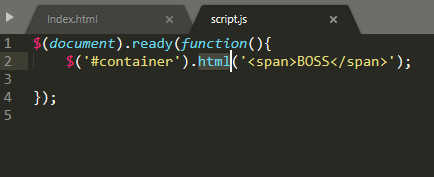 Index.html × script.js ×
1 $(document).ready(function(){
2     $('#container').html('<span>BOSS</span>');
3
4 });
5